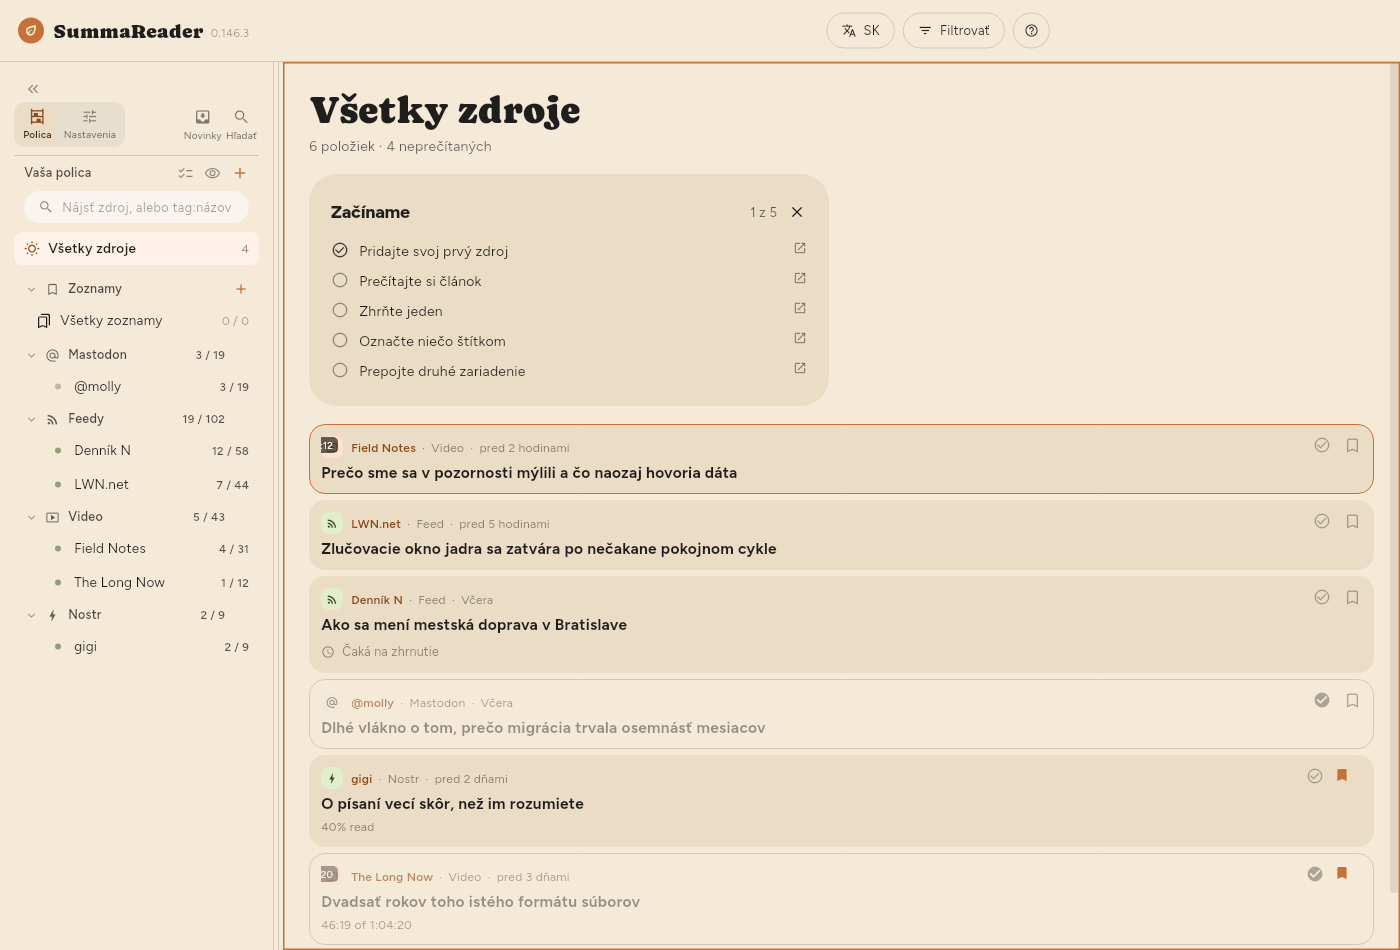 SummaReader 0.146.3
SK
Filtrovať
Polica
Nastavenia
Novinky
Hľadať
Vaša polica
Nájsť zdroj, alebo tag:názov
Všetky zdroje 4
Zoznamy
Všetky zoznamy 0 / 0
Mastodon 3 / 19
@molly 3 / 19
Feedy 19 / 102
Denník N 12 / 58
LWN.net 7 / 44
Video 5 / 43
Field Notes 4 / 31
The Long Now 1 / 12
Nostr 2 / 9
gigi 2 / 9
Všetky zdroje
6 položiek · 4 neprečítaných
Začíname 1 z 5
Pridajte svoj prvý zdroj
Prečítajte si článok
Zhrňte jeden
Označte niečo štítkom
Prepojte druhé zariadenie
:12 Field Notes · Video · pred 2 hodinami
Prečo sme sa v pozornosti mýlili a čo naozaj hovoria dáta
LWN.net · Feed · pred 5 hodinami
Zlučovacie okno jadra sa zatvára po nečakane pokojnom cykle
Denník N · Feed · Včera
Ako sa mení mestská doprava v Bratislave
Čaká na zhrnutie
@molly · Mastodon · Včera
Dlhé vlákno o tom, prečo migrácia trvala osemnásť mesiacov
gigi · Nostr · pred 2 dňami
O písaní vecí skôr, než im rozumiete
40% read
20 The Long Now · Video · pred 3 dňami
Dvadsať rokov toho istého formátu súborov
46:19 of 1:04:20